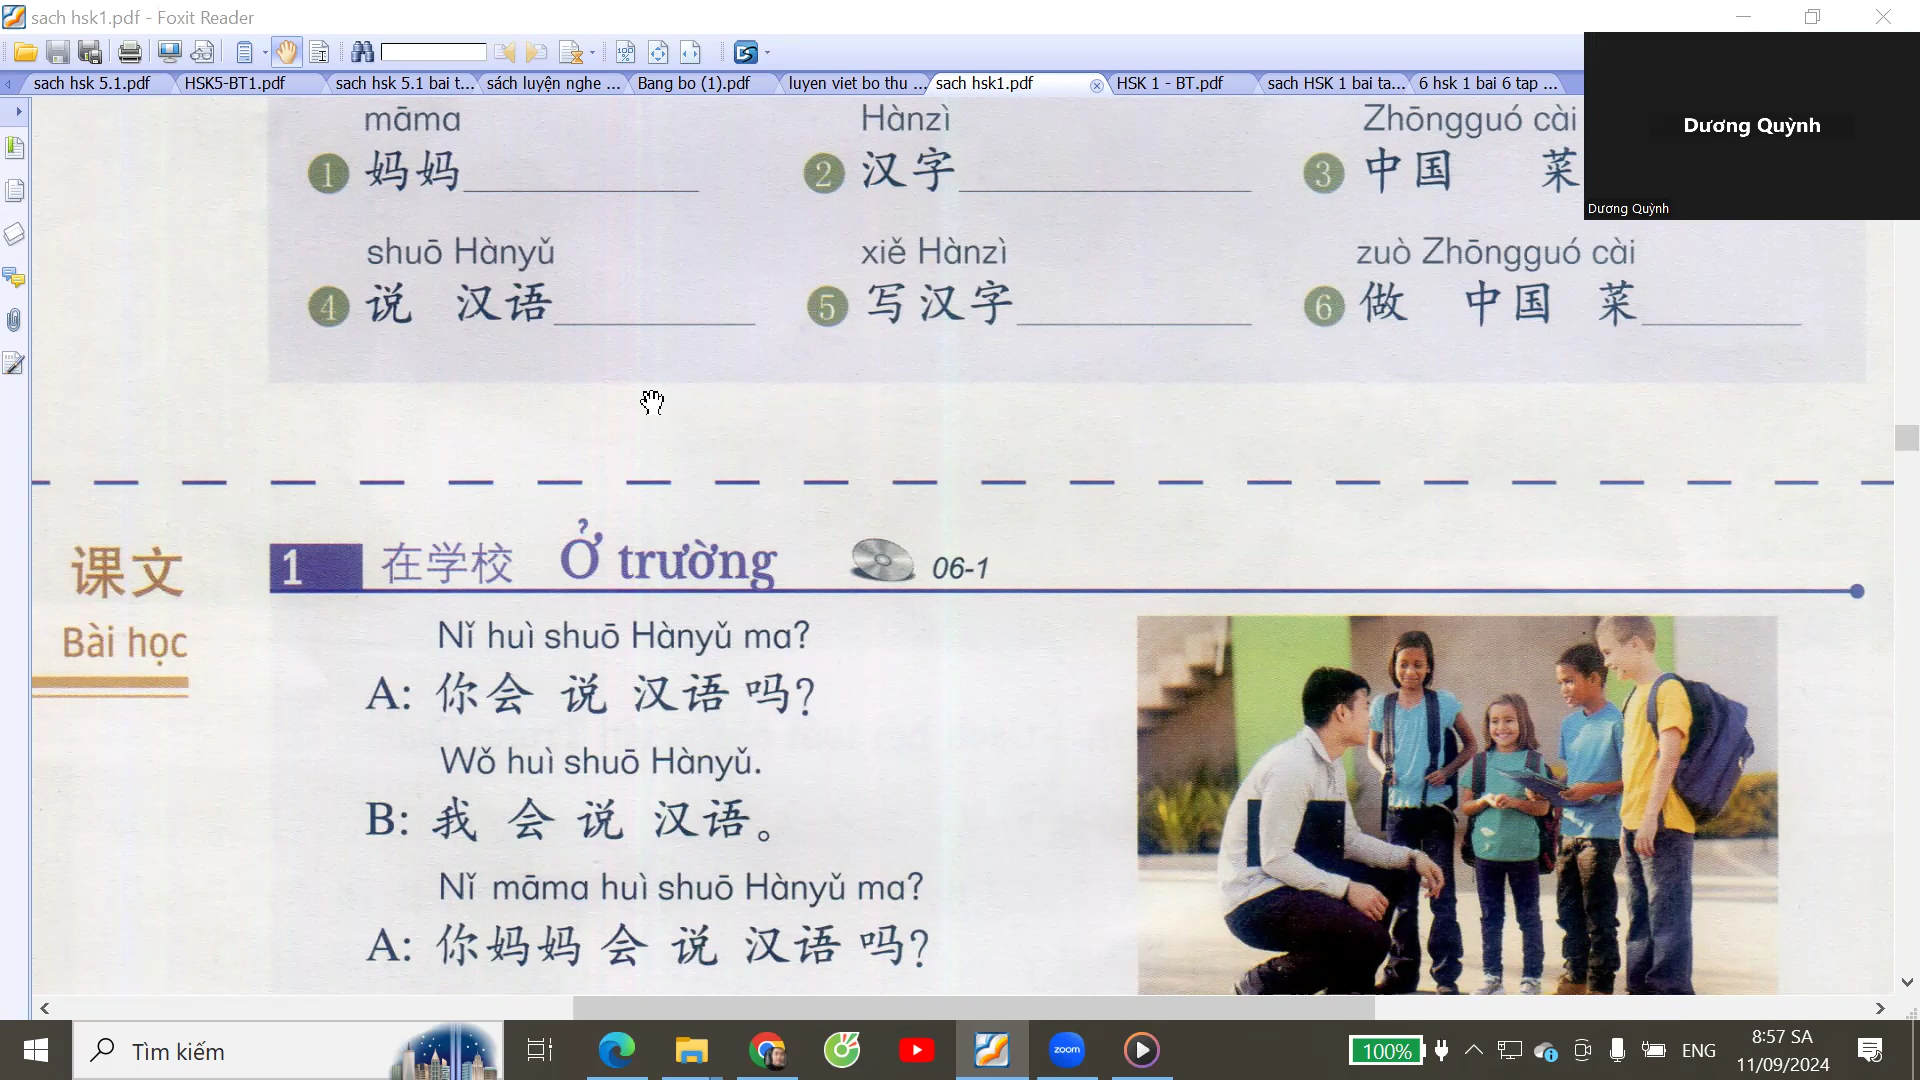 sach hsk1.pdf - Foxit Reader
sach hsk 5.1.pdf
HSK5-BT1.pdf
sach hsk 5.1 bai t...
sách luyện nghe ...
Bang bo (1).pdf
luyen viet bo thu ...
sach hsk1.pdf
HSK 1 - BT.pdf
sach HSK 1 bai ta...
6 hsk 1 bai 6 tap ...
Dương Quỳnh
Dương Quỳnh
māma
1 妈妈
Hànzì
2 汉字
Zhōngguó cài
3 中国 菜
shuō Hànyǔ
4 说 汉语
xiě Hànzì
5 写汉字
zuò Zhōngguó cài
6 做 中国 菜
课文
Bài học
1 在学校 Ở trường 06-1
Nǐ huì shuō Hànyǔ ma?
A: 你会 说 汉语 吗?
Wǒ huì shuō Hànyǔ.
B: 我 会 说 汉语。
Nǐ māma huì shuō Hànyǔ ma?
A: 你妈妈 会 说 汉语 吗?
Tìm kiếm
zoom
100%
ENG
8:57 SA
11/09/2024